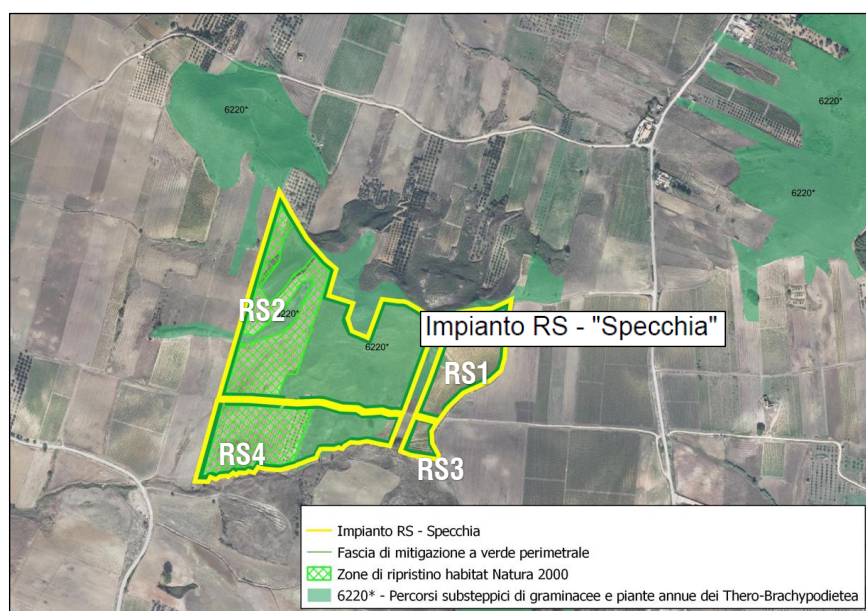 6220*
6220*
RS2
6220*
6220*
Impianto RS - "Specchia"
RS1
RS4
RS3
Impianto RS - Specchia
Fascia di mitigazione a verde perimetrale
Zone di ripristino habitat Natura 2000
6220* - Percorsi substeppici di graminacee e piante annue dei Thero-Brachypodietea